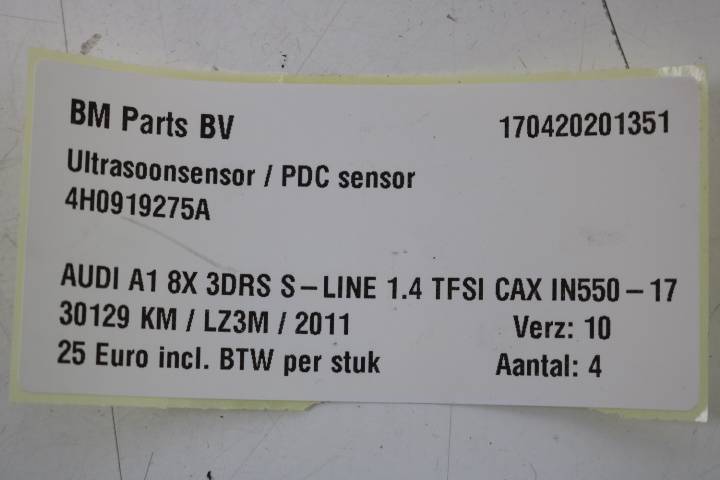 BM Parts BV 170420201351
Ultrasoonsensor / PDC sensor
4H0919275A
AUDI A1 8X 3DRS S-LINE 1.4 TFSI CAX IN550-17
30129 KM / LZ3M / 2011 Verz: 10
25 Euro incl. BTW per stuk Aantal: 4